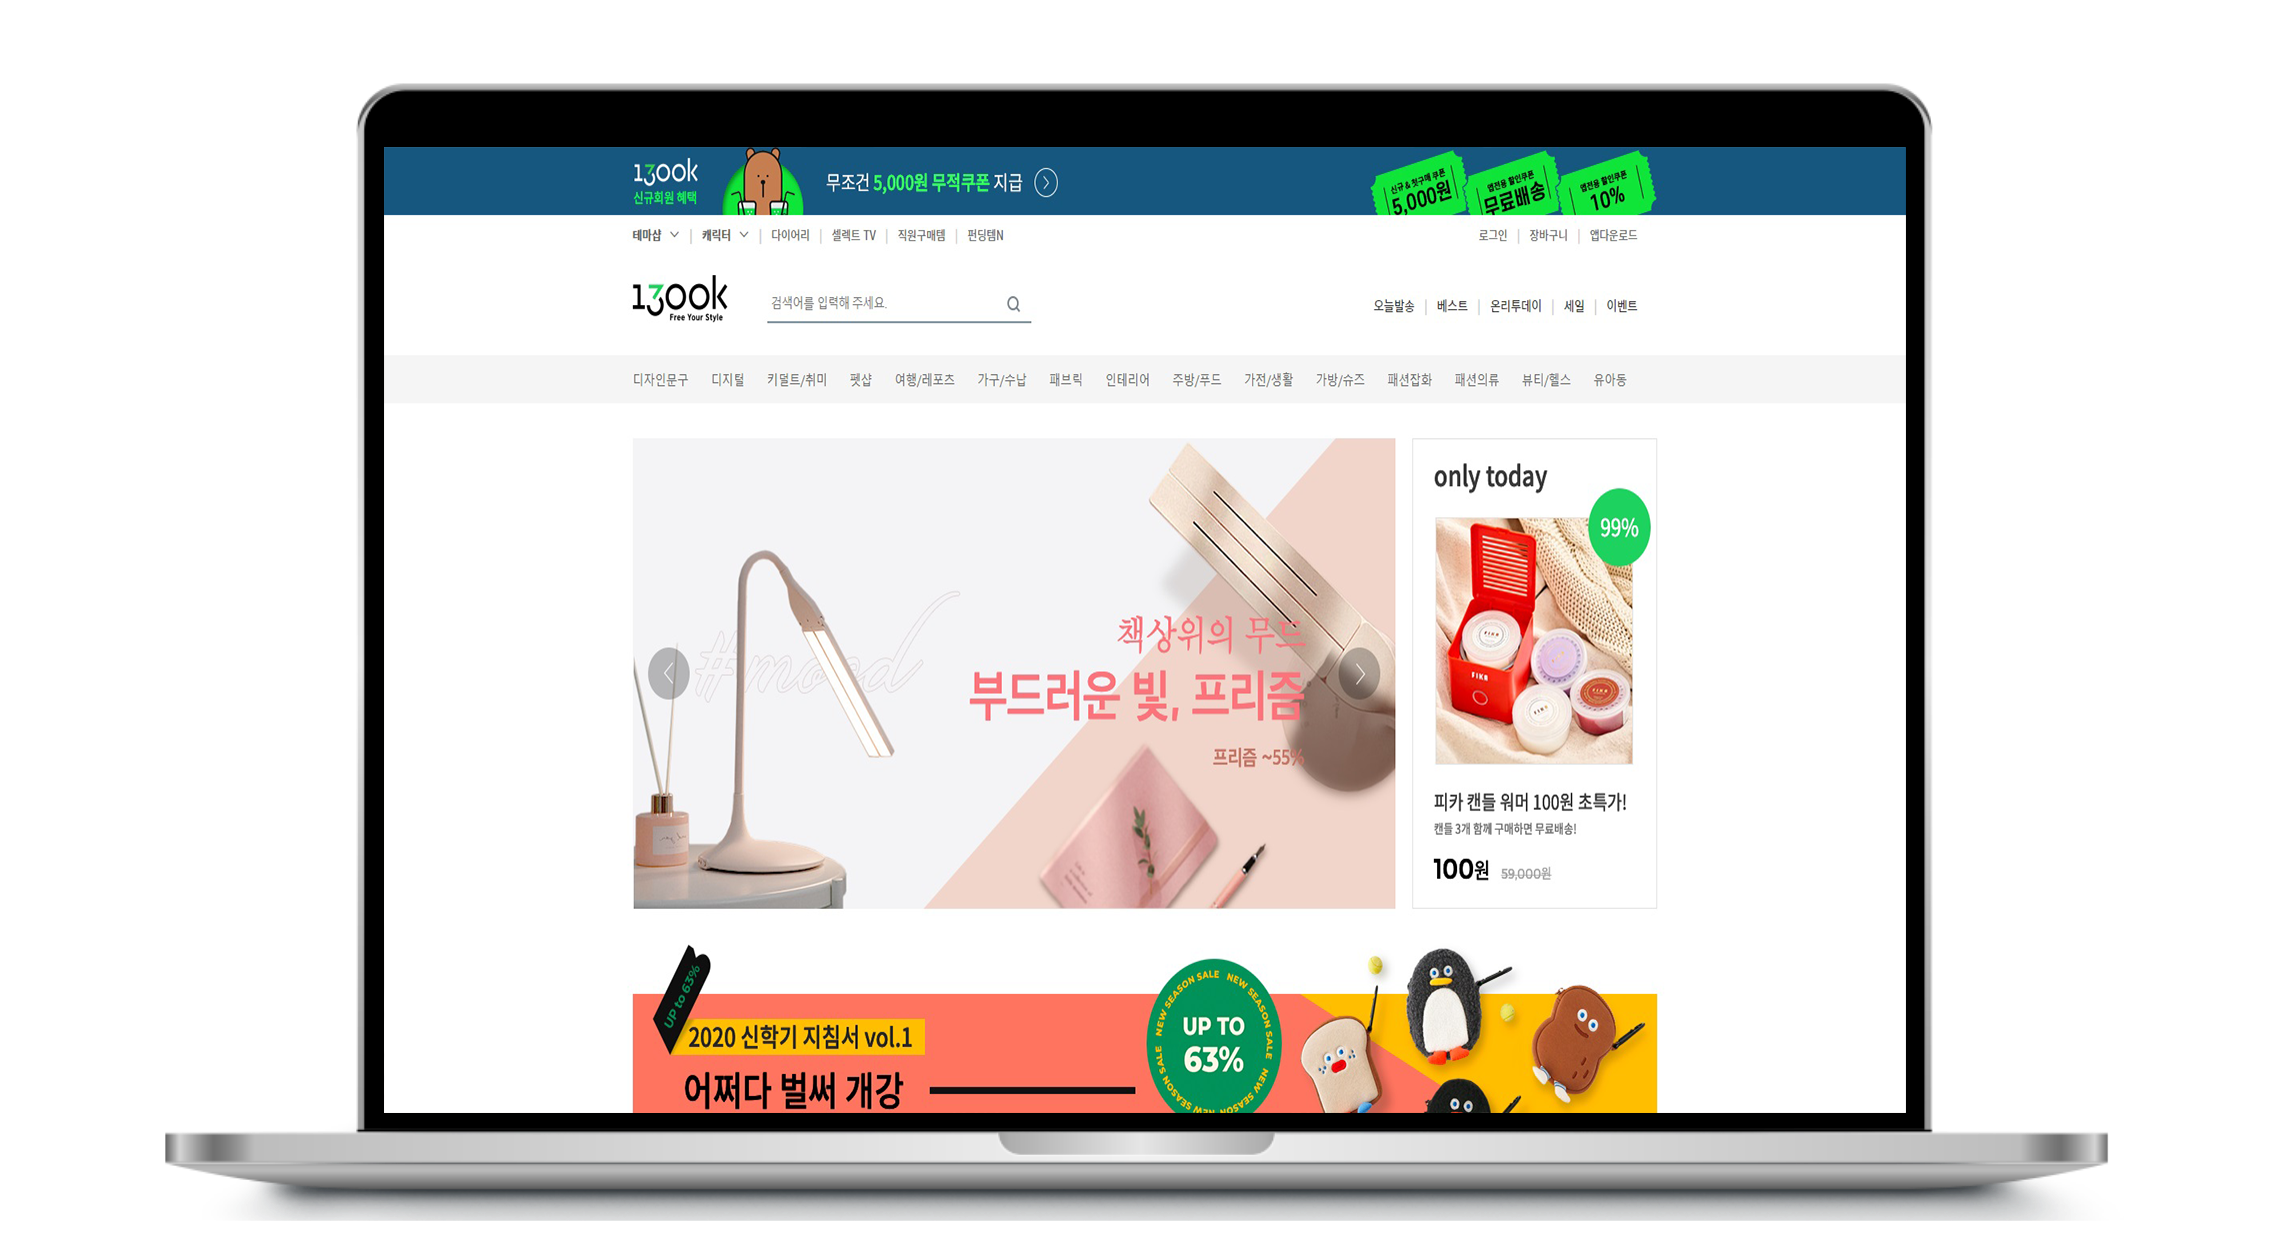 1300k
신규회원 혜택
무조건 5,000원 무적쿠폰 지급
신규 & 첫구매 쿠폰
5,000원
앱전용 할인쿠폰
무료배송
앱전용 할인쿠폰
10%
테마샵 | 캐릭터 | 다이어리 | 셀렉트 TV | 직원구매템 | 펀딩템N
로그인 | 장바구니 | 앱다운로드
1300k
Free Your Style
검색어를 입력해 주세요.
오늘발송 | 베스트 | 온리투데이 | 세일 | 이벤트
디자인문구 디지털 키덜트/취미 펫샵 여행/레포츠 가구/수납 패브릭 인테리어 주방/푸드 가전/생활 가방/슈즈 패션잡화 패션의류 뷰티/헬스 유아동
#mood
책상위의 무드
부드러운 빛, 프리즘
프리즘 ~55%
only today
99%
FIKA
피카 캔들 워머 100원 초특가!
캔들 3개 함께 구매하면 무료배송!
100원 59,000원
UP to 63%
2020 신학기 지침서 vol.1
어쩌다 벌써 개강
NEW SEASON SALE NEW SEASON SALE NEW SEASON SALE NEW SEASON SALE
UP TO
63%